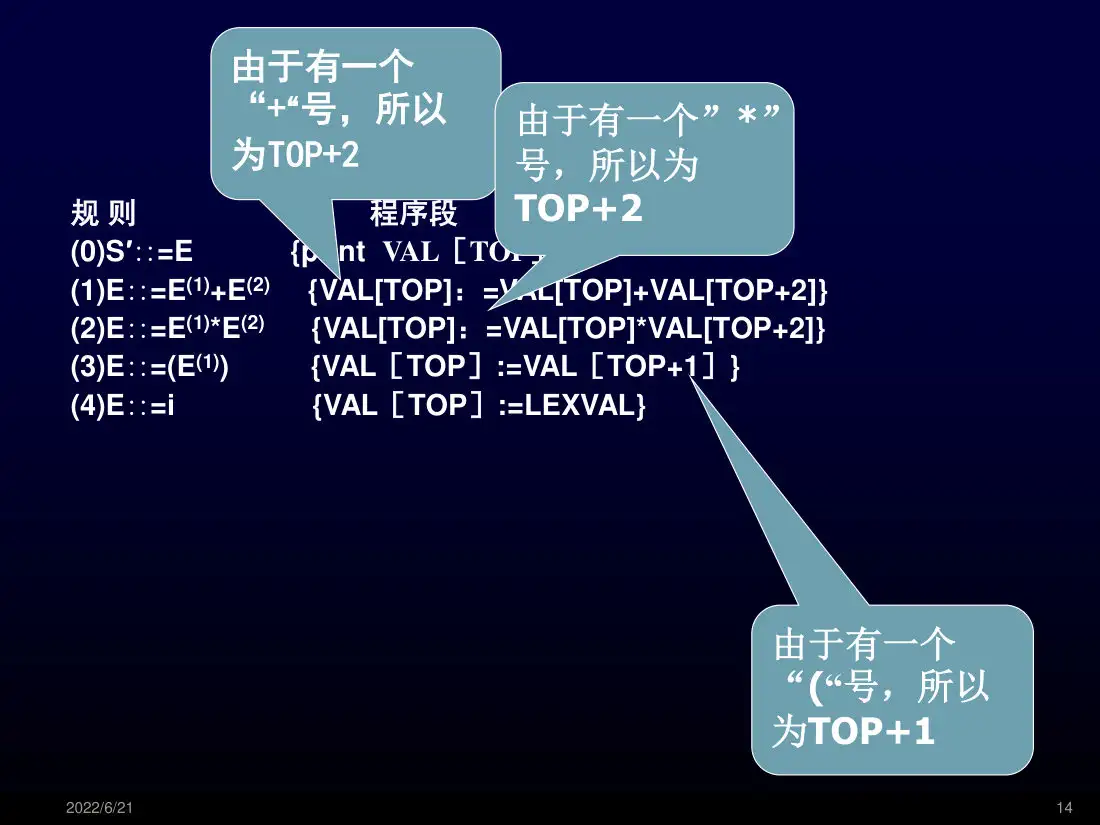 由于有一个
“+“号，所以
为TOP+2
由于有一个”*”
号，所以为
TOP+2
规 则 程序段
(0)S′∷=E {p nt VAL［TOP
(1)E∷=E(1)+E(2) {VAL[TOP]：=VAL[TOP]+VAL[TOP+2]}
(2)E∷=E(1)*E(2) {VAL[TOP]：=VAL[TOP]*VAL[TOP+2]}
(3)E∷=(E(1)) {VAL［TOP］:=VAL［TOP+1］}
(4)E∷=i {VAL［TOP］:=LEXVAL}
由于有一个
“(“号，所以
为TOP+1
2022/6/21 14